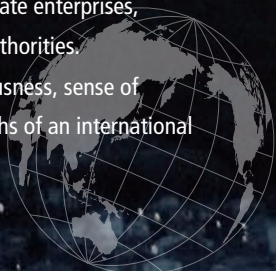 ate enterprises,
thorities.
usness, sense of
hs of an international